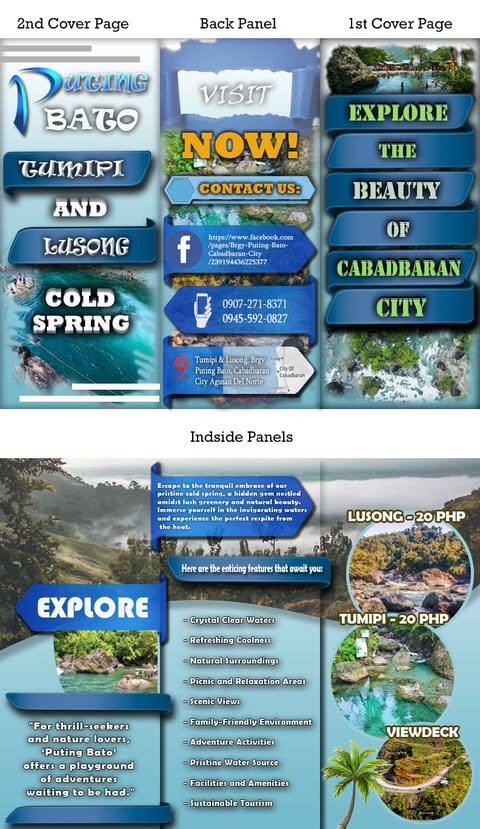 2nd Cover Page
Back Panel
1st Cover Page
Puting
Bato
Tumipi
and
Lusong
Cold
Spring
VISIT
NOW!
CONTACT US:
https://www.facebook.com
/pages/Brgy-Puting-Bato-
Cabadbaran-City
/239194436225377
0907-271-8371
0945-592-0827
Tumipi & Lusong, Brgy.
Puting Bato, Cabadbaran
City Agusan Del Norte
City Of
Cabadbaran
EXPLORE
THE
BEAUTY
OF
CABADBARAN
CITY
Indside Panels
Escape to the tranquil embrace of our
pristine cold spring, a hidden gem nestled
amidst lush greenery and natural beauty.
Immerse yourself in the invigorating waters
and experience the perfect respite from
the heat.
Here are the enticing features that await you:
EXPLORE
"For thrill-seekers
and nature lovers,
'Puting Bato'
offers a playground
of adventures
waiting to be had."
- Crystal Clear Waters
- Refreshing Coolness
- Natural Surroundings
- Picnic and Relaxation Areas
- Scenic Views
- Family-Friendly Environment
- Adventure Activities
- Pristine Water Source
- Facilities and Amenities
- Sustainable Tourism
LUSONG - 20 PHP
TUMIPI - 20 PHP
VIEWDECK